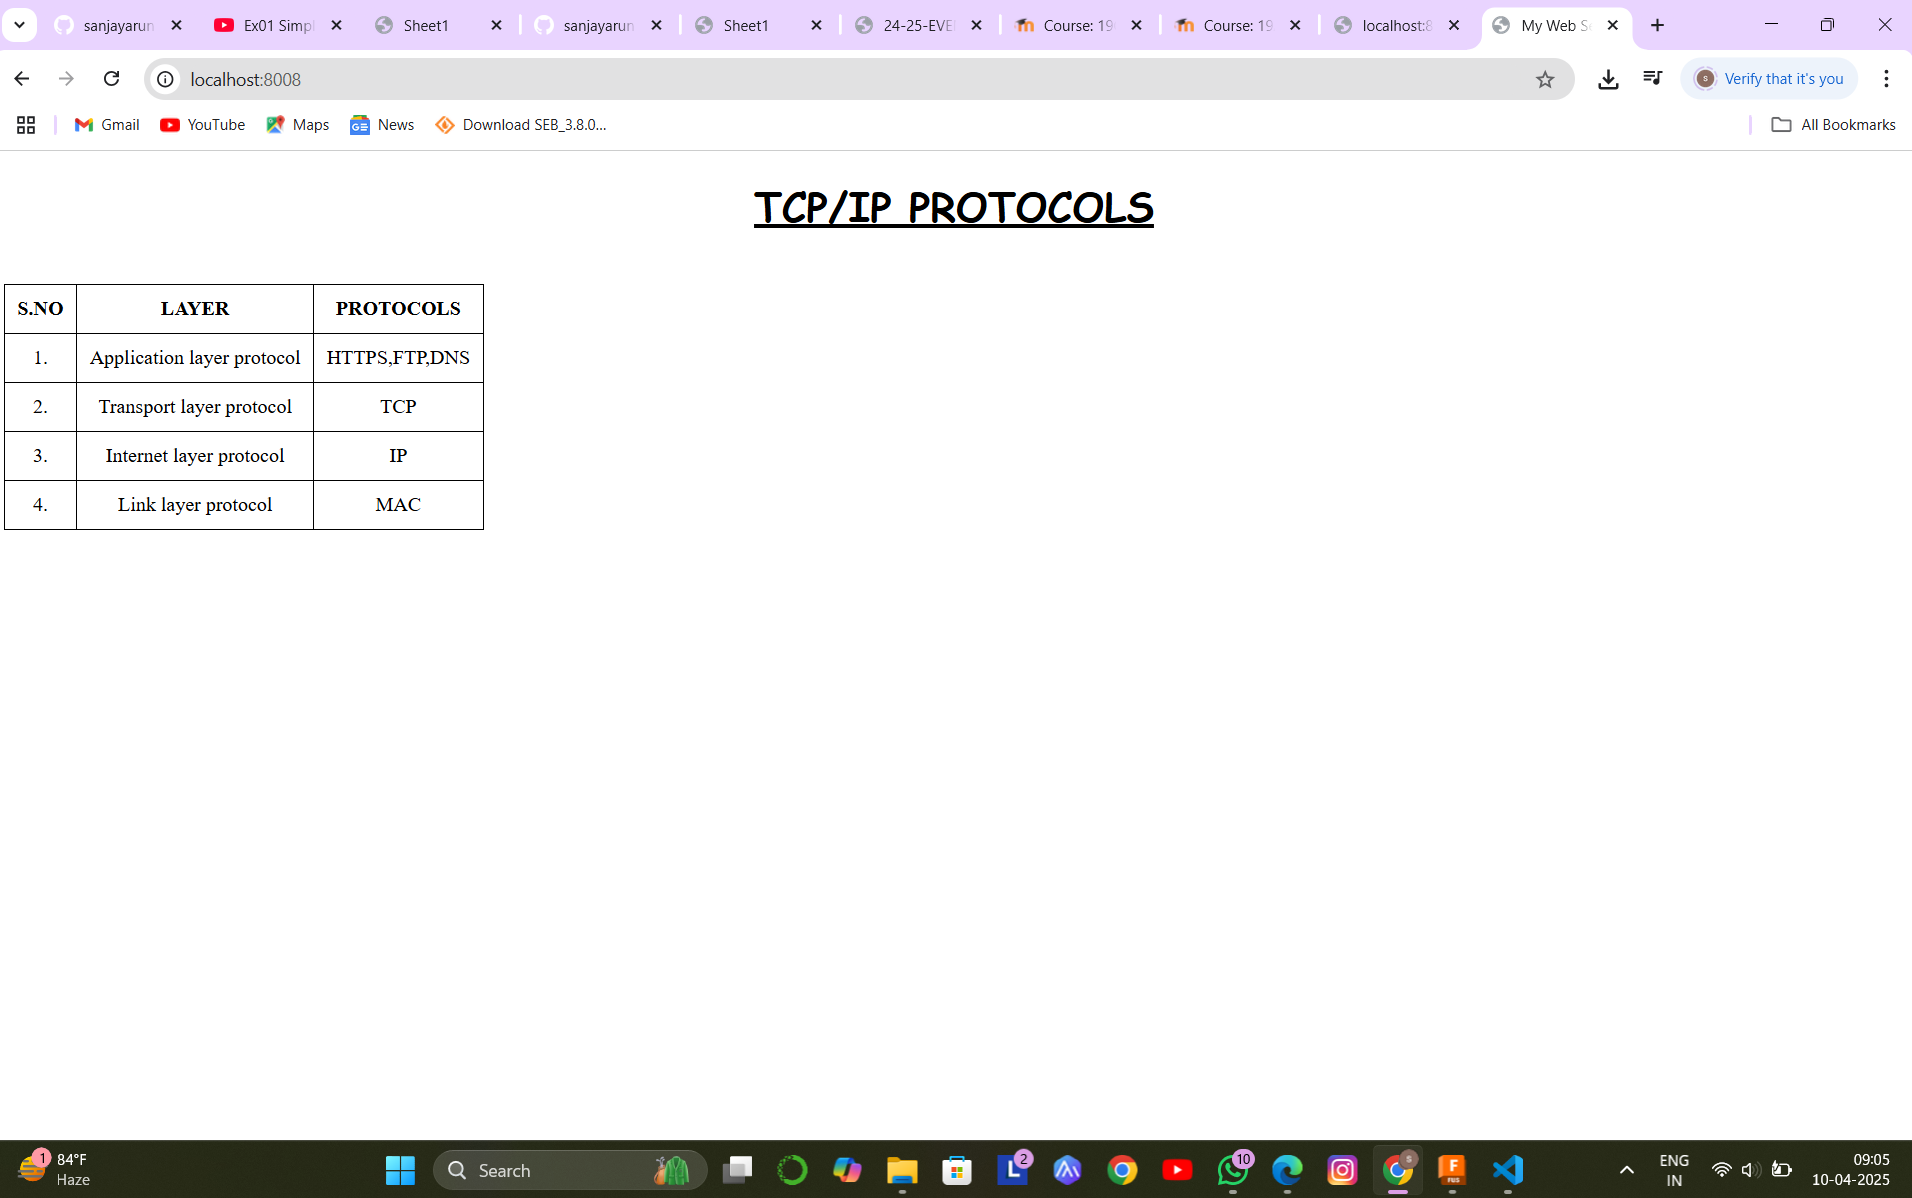 sanjayarun
Ex01 Simpl
Sheet1
sanjayarun
Sheet1
24-25-EVE
Course: 19
Course: 19
localhost:8
My Web S
localhost:8008
Verify that it's you
Gmail
YouTube
Maps
News
Download SEB_3.8.0...
All Bookmarks
TCP/IP PROTOCOLS
S.NO LAYER PROTOCOLS
1. Application layer protocol HTTPS,FTP,DNS
2. Transport layer protocol TCP
3. Internet layer protocol IP
4. Link layer protocol MAC
1
84°F
Haze
Search
2
10
ENG
IN
09:05
10-04-2025